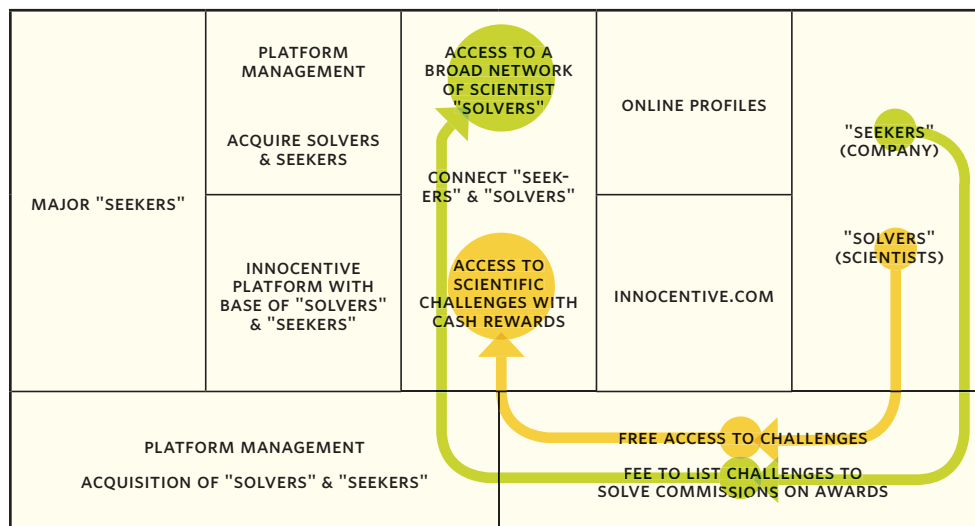 MAJOR "SEEKERS"
PLATFORM
MANAGEMENT
ACQUIRE SOLVERS
& SEEKERS
INNOCENTIVE
PLATFORM WITH
BASE OF "SOLVERS"
& "SEEKERS"
ACCESS TO A
BROAD NETWORK
OF SCIENTIST
"SOLVERS"
CONNECT "SEEK-
ERS" & "SOLVERS"
ACCESS TO
SCIENTIFIC
CHALLENGES WITH
CASH REWARDS
ONLINE PROFILES
INNOCENTIVE.COM
"SEEKERS"
(COMPANY)
"SOLVERS"
(SCIENTISTS)
PLATFORM MANAGEMENT
ACQUISITION OF "SOLVERS" & "SEEKERS"
FREE ACCESS TO CHALLENGES
FEE TO LIST CHALLENGES TO
SOLVE COMMISSIONS ON AWARDS